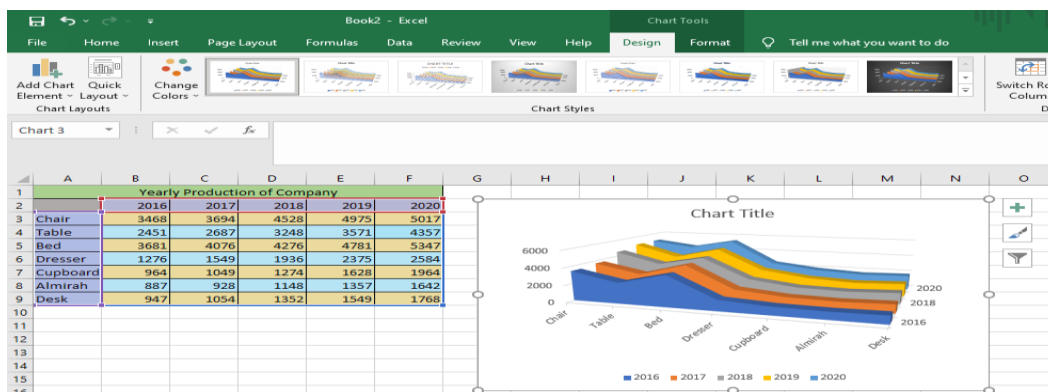 Book2 - Excel
Chart Tools
File Home Insert Page Layout Formulas Data Review View Help Design Format Tell me what you want to do
Add Chart Element
Quick Layout
Change Colors
Switch Ro
Colum
Chart Layouts
Chart Styles
D
Chart 3
fx
A B C D E F G H I J K L M N O
1 Yearly Production of Company
2 2016 2017 2018 2019 2020
3 Chair 3468 3694 4528 4975 5017
4 Table 2451 2687 3248 3571 4357
5 Bed 3681 4076 4276 4781 5347
6 Dresser 1276 1549 1936 2375 2584
7 Cupboard 964 1049 1274 1628 1964
8 Almirah 887 928 1148 1357 1642
9 Desk 947 1054 1352 1549 1768
10
11
12
13
14
15
16
Chart Title
6000
4000
2000
0
Chair Table Bed Dresser Cupboard Almirah Desk
2020
2018
2016
2016 2017 2018 2019 2020